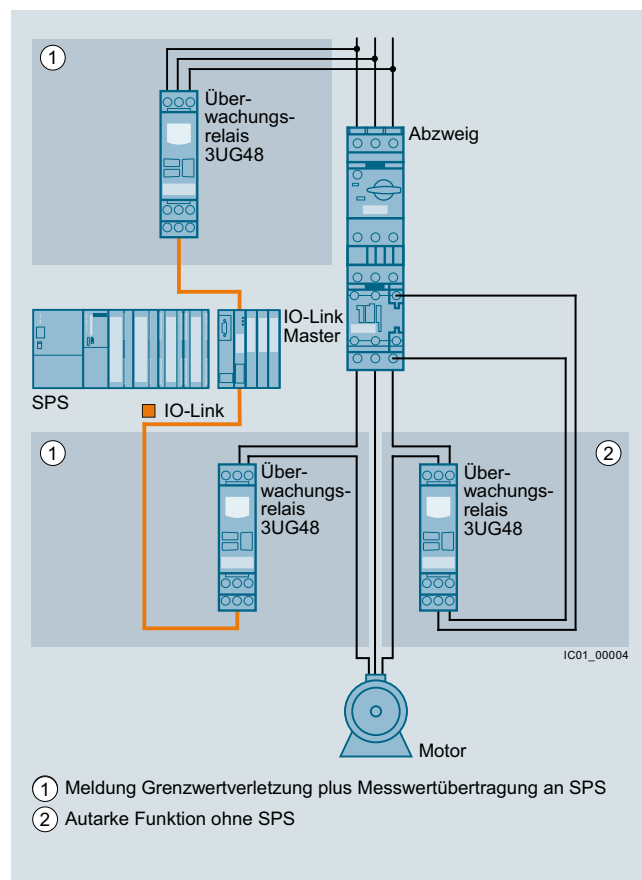 1
Über-
wachungs-
relais
3UG48
Abzweig
IO-Link
Master
SPS
IO-Link
1
Über-
wachungs-
relais
3UG48
2
Über-
wachungs-
relais
3UG48
IC01_00004
Motor
1 Meldung Grenzwertverletzung plus Messwertübertragung an SPS
2 Autarke Funktion ohne SPS